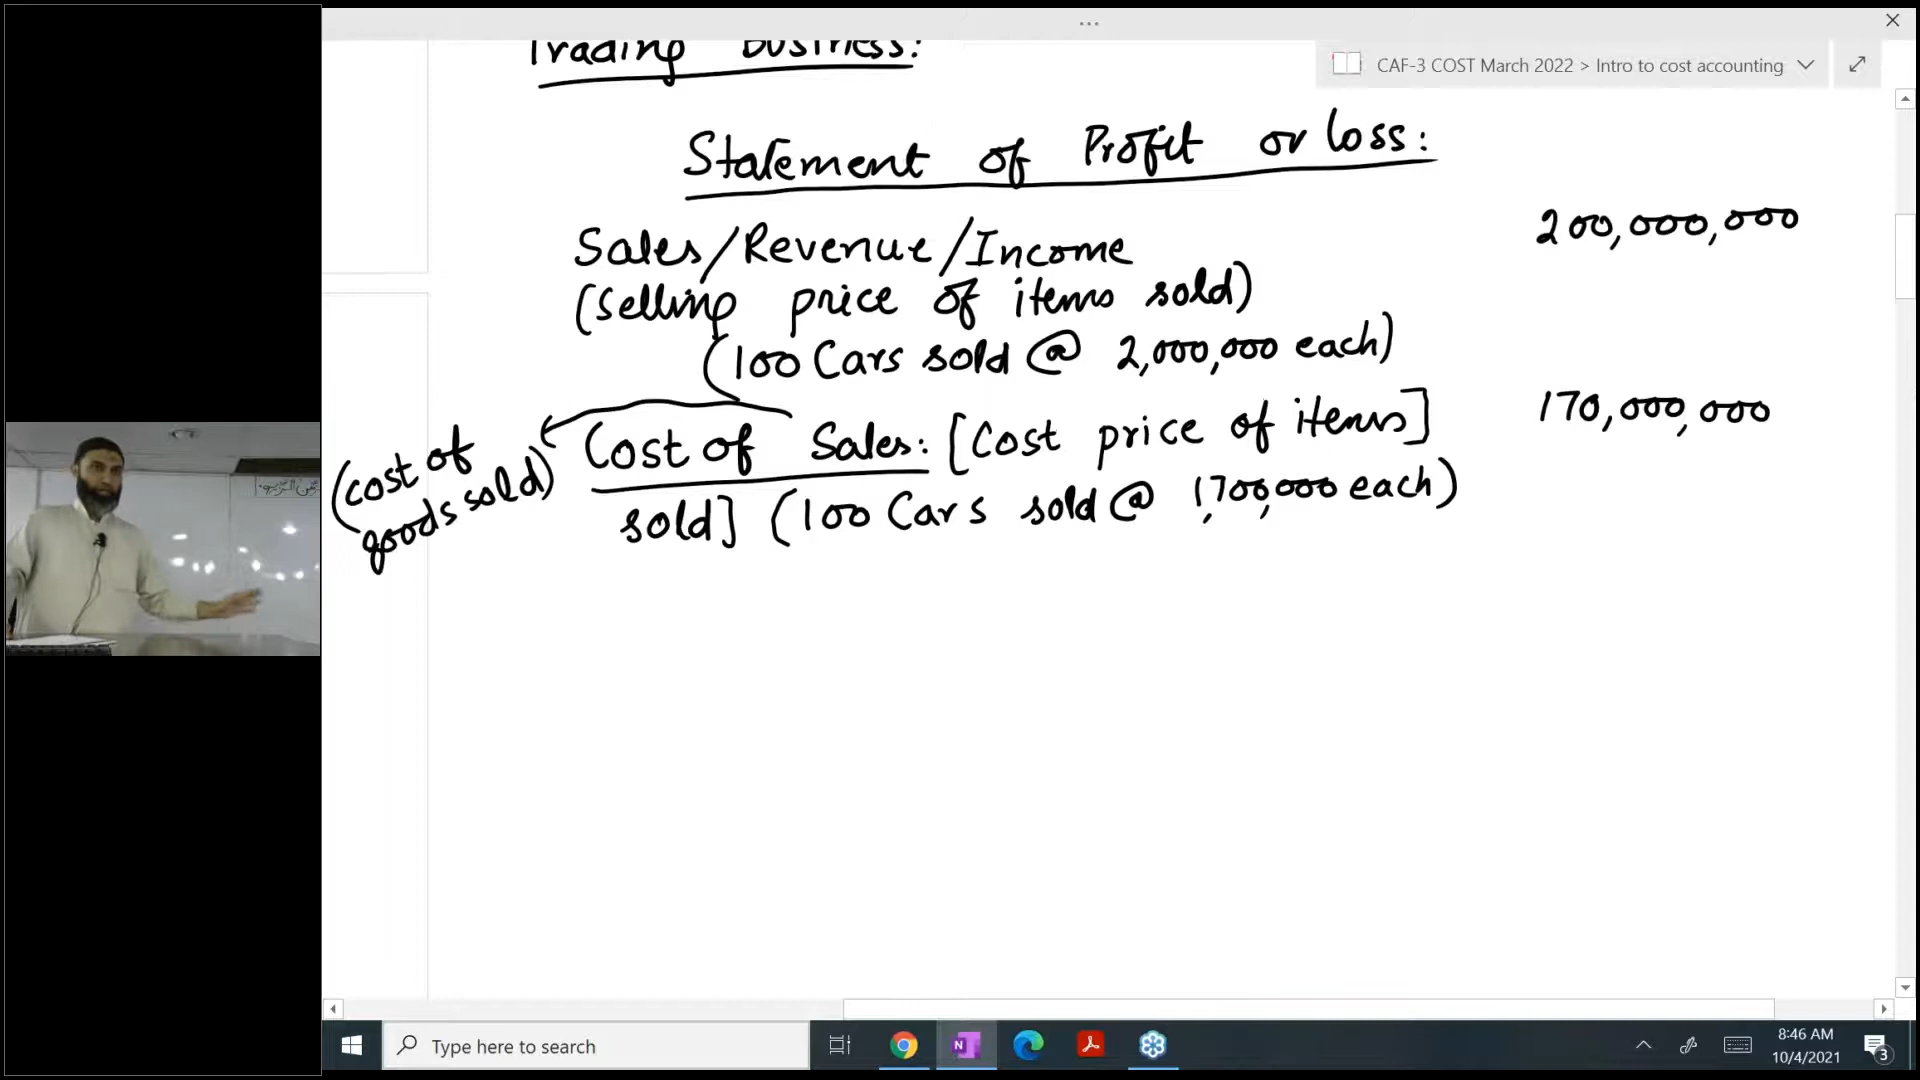 Trading Business:
CAF-3 COST March 2022 > Intro to cost accounting
Statement of Profit or loss:
Sales/Revenue/Income 200,000,000
(Selling price of items sold)
(100 Cars sold @ 2,000,000 each)
Cost of Sales: [Cost price of items 170,000,000
sold] (100 Cars sold @ 1,700,000 each)
(cost of
goods sold)
Type here to search
8:46 AM
10/4/2021
3